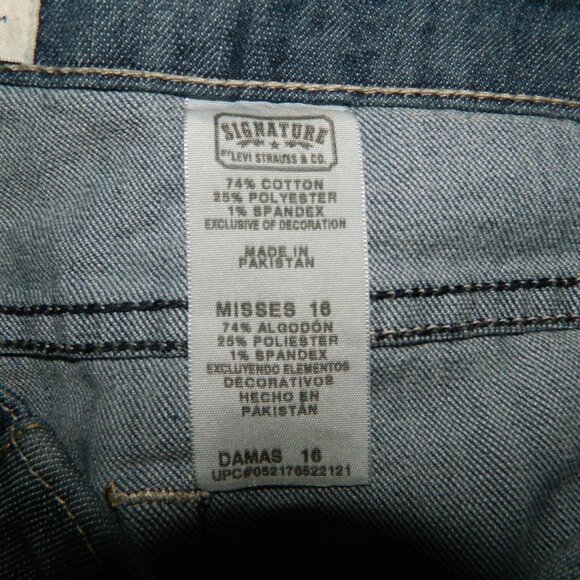 SIGNATURE
BY LEVI STRAUSS & CO.
74% COTTON
25% POLYESTER
1% SPANDEX
EXCLUSIVE OF DECORATION
MADE IN
PAKISTAN
MISSES 16
74% ALGODÓN
25% POLIESTER
1% SPANDEX
EXCLUYENDO ELEMENTOS
DECORATIVOS
HECHO EN
PAKISTÁN
DAMAS 16
UPC#052176522121